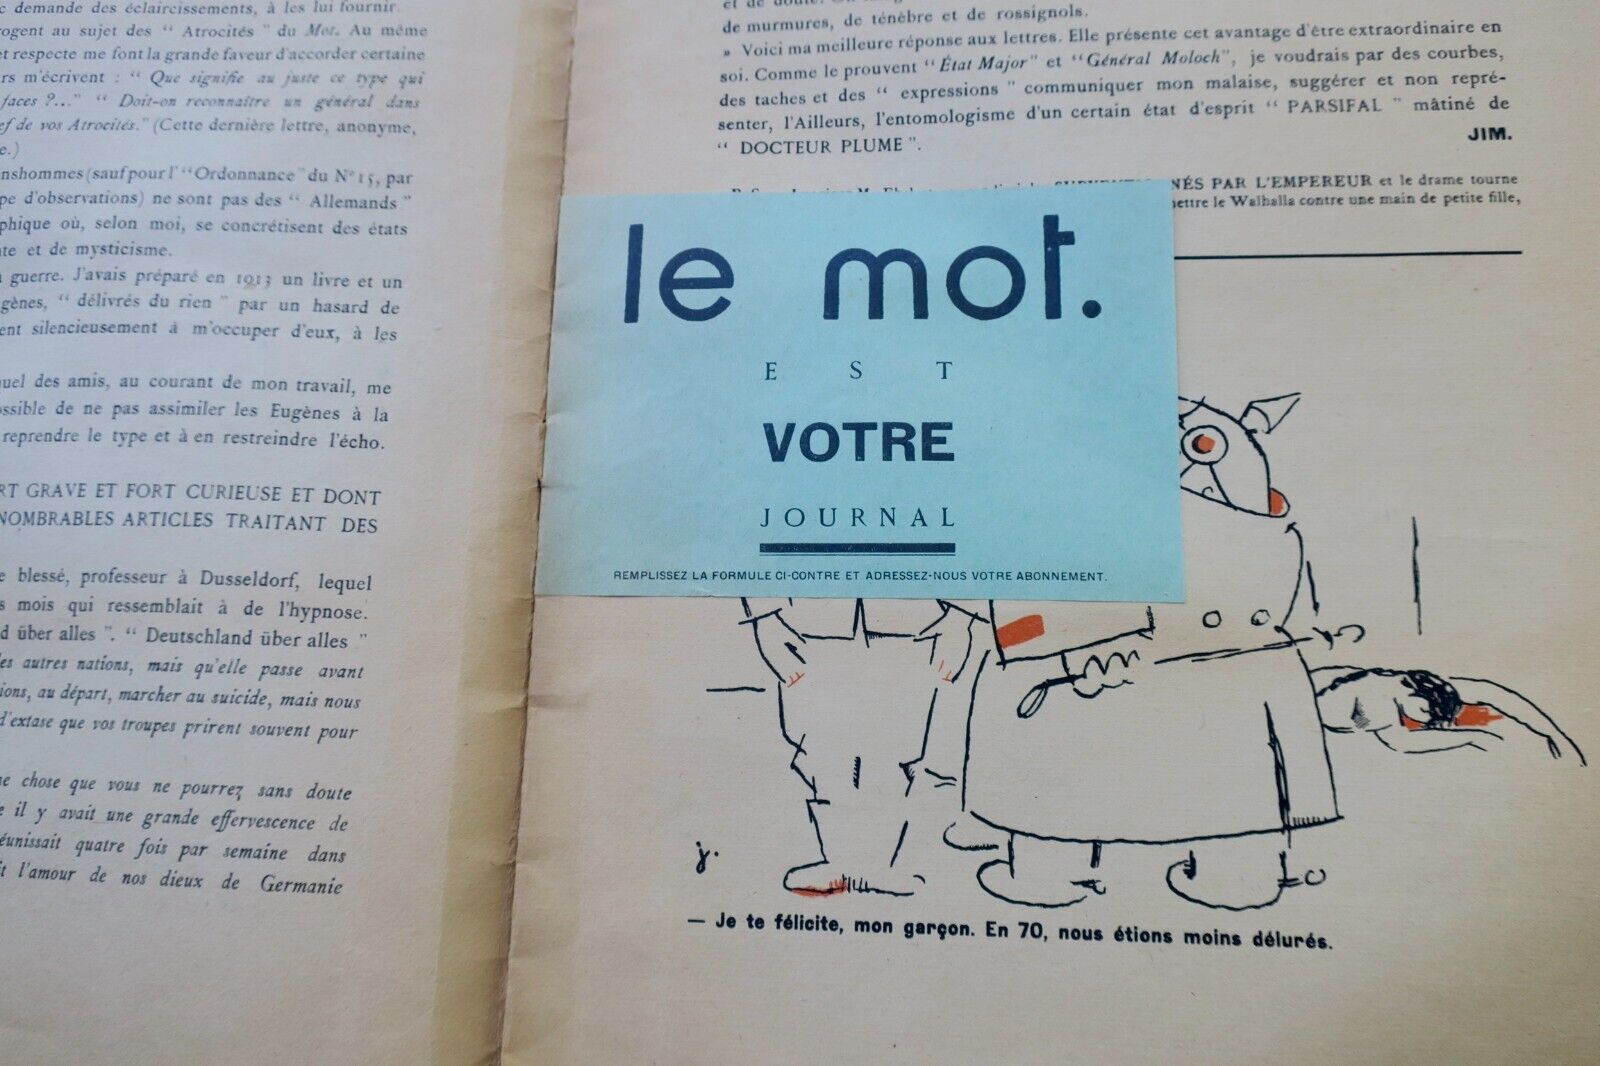 c demande des éclaircissements, à les lui fournir.
rogent au sujet des “ Atrocités ” du Mot. Au même
et respecte me font la grande faveur d'accorder certaine
rs m'écrivent : “ Que signifie au juste ce type qui
faces ?...” “ Doit-on reconnaître un général dans
ef de vos Atrocités.” (Cette dernière lettre, anonyme,
e.)
nshommes (sauf pour l' “Ordonnance” du N° 15, par
pe d'observations) ne sont pas des “ Allemands ”
phique où, selon moi, se concrétisent des états
te et de mysticisme.
a guerre. J'avais préparé en 1913 un livre et un
gènes, “ délivrés du rien ” par un hasard de
ent silencieusement à m'occuper d'eux, à les
uel des amis, au courant de mon travail, me
ossible de ne pas assimiler les Eugènes à la
reprendre le type et à en restreindre l'écho.
RT GRAVE ET FORT CURIEUSE ET DONT
NOMBRABLES ARTICLES TRAITANT DES
e blessé, professeur à Dusseldorf, lequel
s mois qui ressemblait à de l'hypnose.
d über alles ”. “ Deutschland über alles ”
les autres nations, mais qu'elle passe avant
ions, au départ, marcher au suicide, mais nous
d'extase que vos troupes prirent souvent pour
ne chose que vous ne pourrez sans doute
e il y avait une grande effervescence de
éunissait quatre fois par semaine dans
it l'amour de nos dieux de Germanie
et de doute.
de murmures, de ténèbre et de rossignols.
» Voici ma meilleure réponse aux lettres. Elle présente cet avantage d'être extraordinaire en
soi. Comme le prouvent “ État Major” et “Général Moloch”, je voudrais par des courbes,
des taches et des “ expressions ” communiquer mon malaise, suggérer et non repré-
senter, l'Ailleurs, l'entomologisme d'un certain état d'esprit “ PARSIFAL ” mâtiné de
“ DOCTEUR PLUME ”.
JIM.
NÉS PAR L'EMPEREUR et le drame tourne
mettre le Walhalla contre une main de petite fille,
le mot.
EST
VOTRE
JOURNAL
REMPLISSEZ LA FORMULE CI-CONTRE ET ADRESSEZ-NOUS VOTRE ABONNEMENT.
j.
— Je te félicite, mon garçon. En 70, nous étions moins délurés.